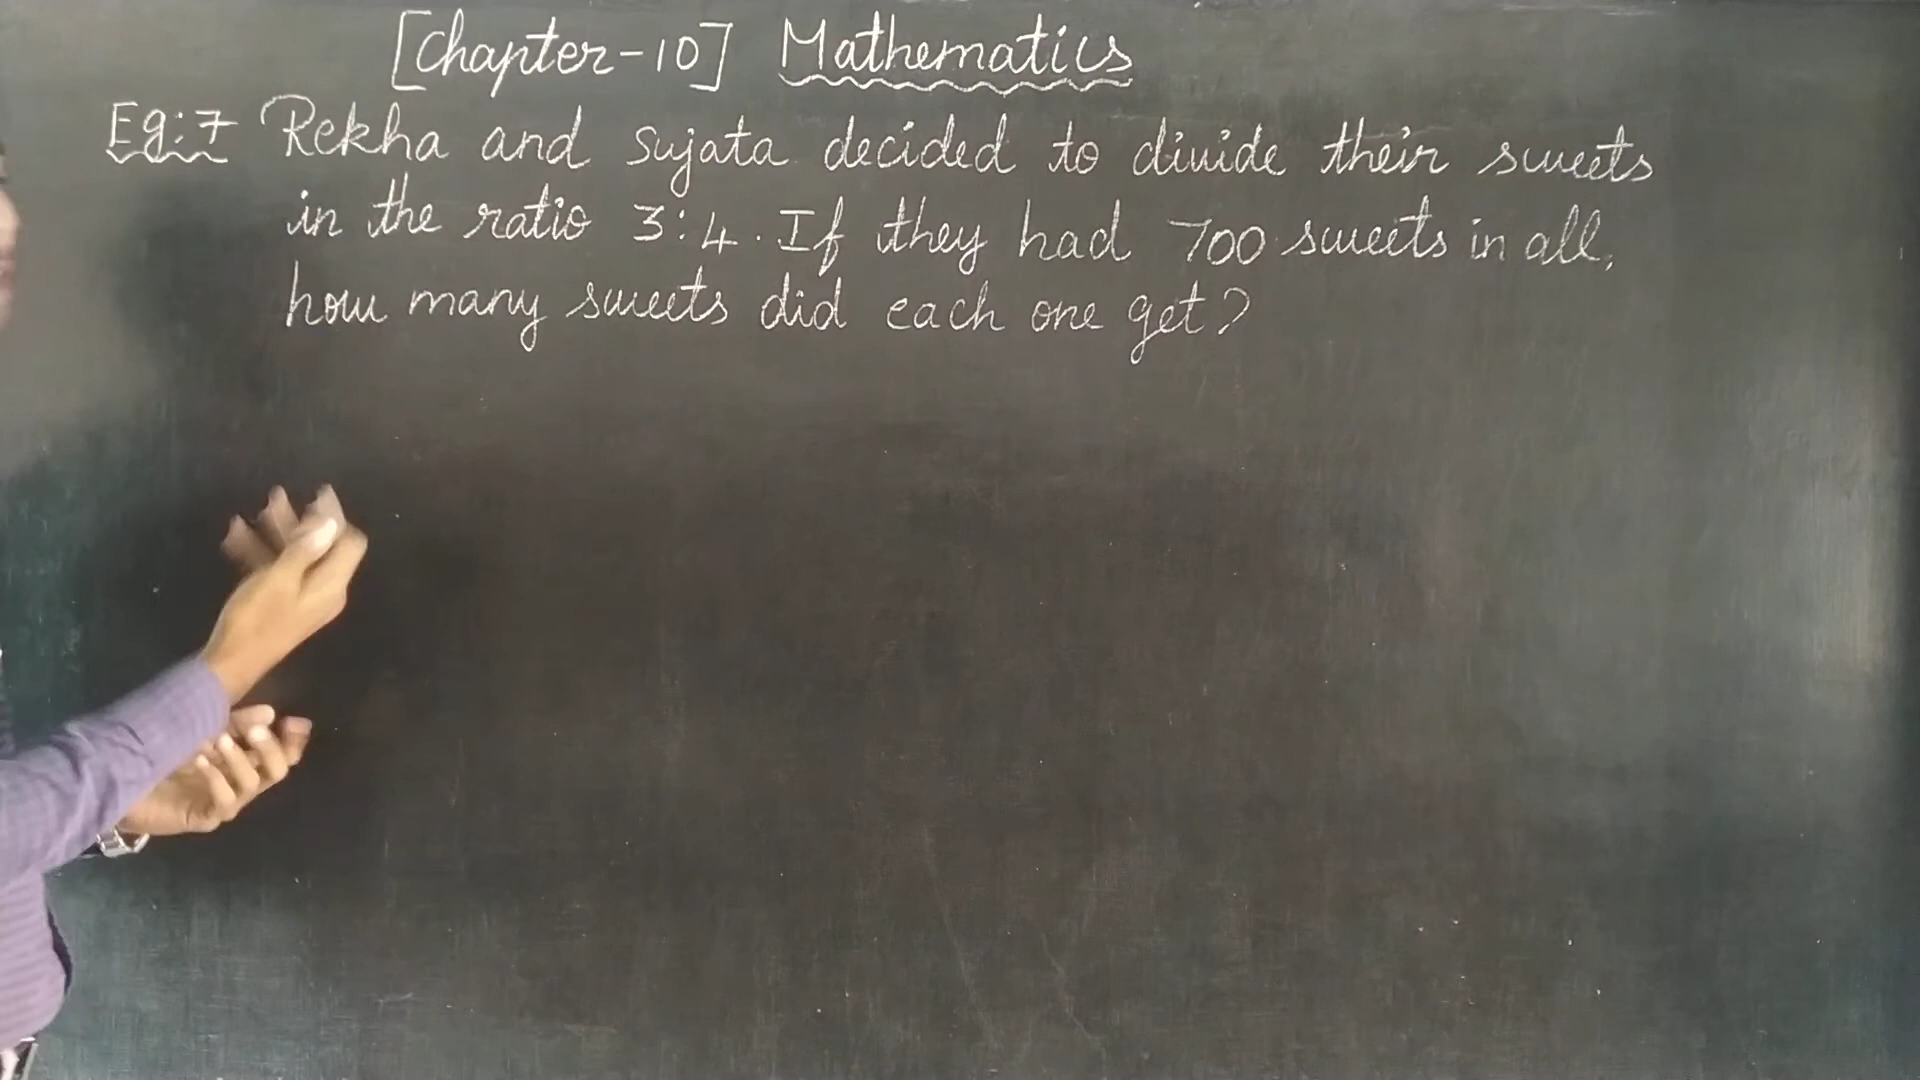 [Chapter-10] Mathematics
Eg:7 Rekha and Sujata decided to divide their sweets
in the ratio 3:4. If they had 700 sweets in all,
how many sweets did each one get?